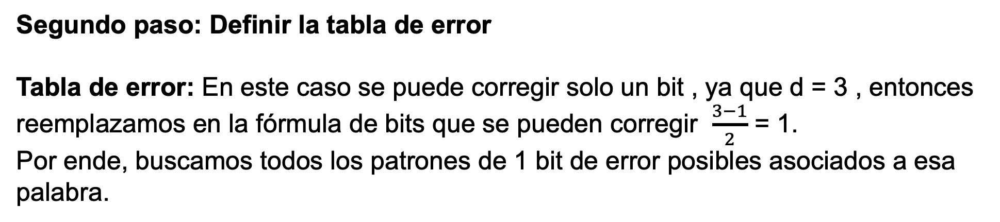 Segundo paso: Definir la tabla de error
Tabla de error: En este caso se puede corregir solo un bit , ya que d = 3 , entonces
reemplazamos en la fórmula de bits que se pueden corregir (3−1)/2 = 1.
Por ende, buscamos todos los patrones de 1 bit de error posibles asociados a esa
palabra.